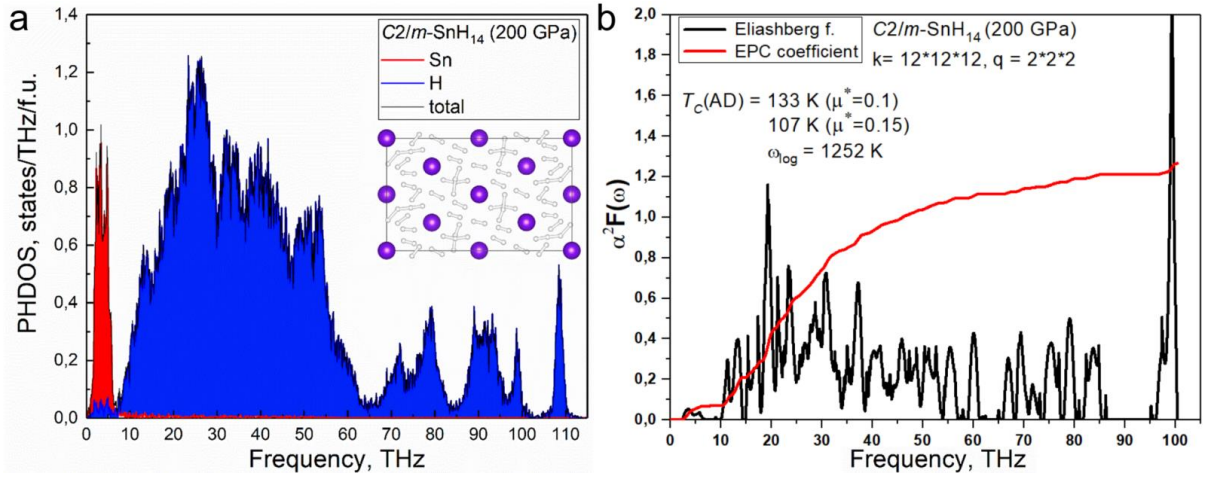 a
C2/m-SnH14 (200 GPa)
Sn
H
total
PHDOS, states/THz/f.u.
1,4
1,2
1,0
0,8
0,6
0,4
0,2
0,0
0 10 20 30 40 50 60 70 80 90 100 110
Frequency, THz
b
Eliashberg f.
EPC coefficient
C2/m-SnH14 (200 GPa)
k= 12*12*12, q = 2*2*2
TC(AD) = 133 K (μ*=0.1)
107 K (μ*=0.15)
ωlog = 1252 K
α²F(ω)
2,0
1,8
1,6
1,4
1,2
1,0
0,8
0,6
0,4
0,2
0,0
0 10 20 30 40 50 60 70 80 90 100
Frequency, THz